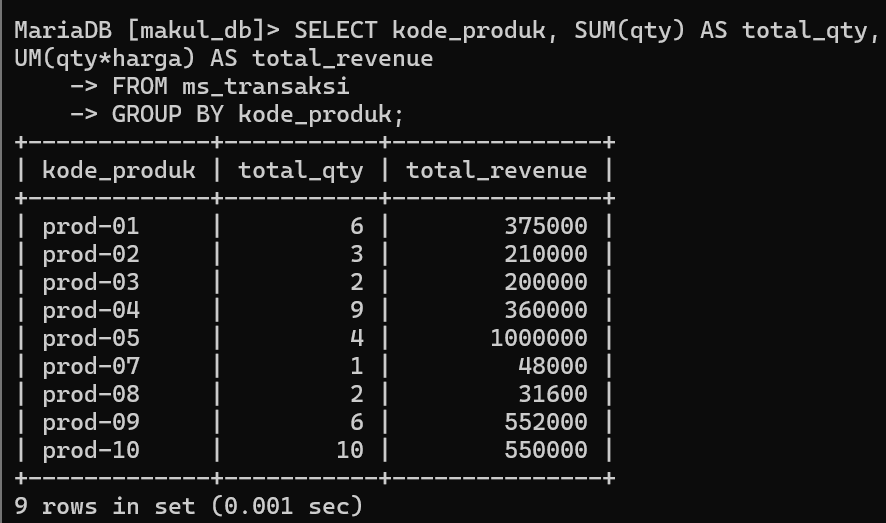 MariaDB [makul_db]> SELECT kode_produk, SUM(qty) AS total_qty,
UM(qty*harga) AS total_revenue
    -> FROM ms_transaksi
    -> GROUP BY kode_produk;
+-------------+-----------+---------------+
| kode_produk | total_qty | total_revenue |
+-------------+-----------+---------------+
| prod-01     |         6 |        375000 |
| prod-02     |         3 |        210000 |
| prod-03     |         2 |        200000 |
| prod-04     |         9 |        360000 |
| prod-05     |         4 |       1000000 |
| prod-07     |         1 |         48000 |
| prod-08     |         2 |         31600 |
| prod-09     |         6 |        552000 |
| prod-10     |        10 |        550000 |
+-------------+-----------+---------------+
9 rows in set (0.001 sec)